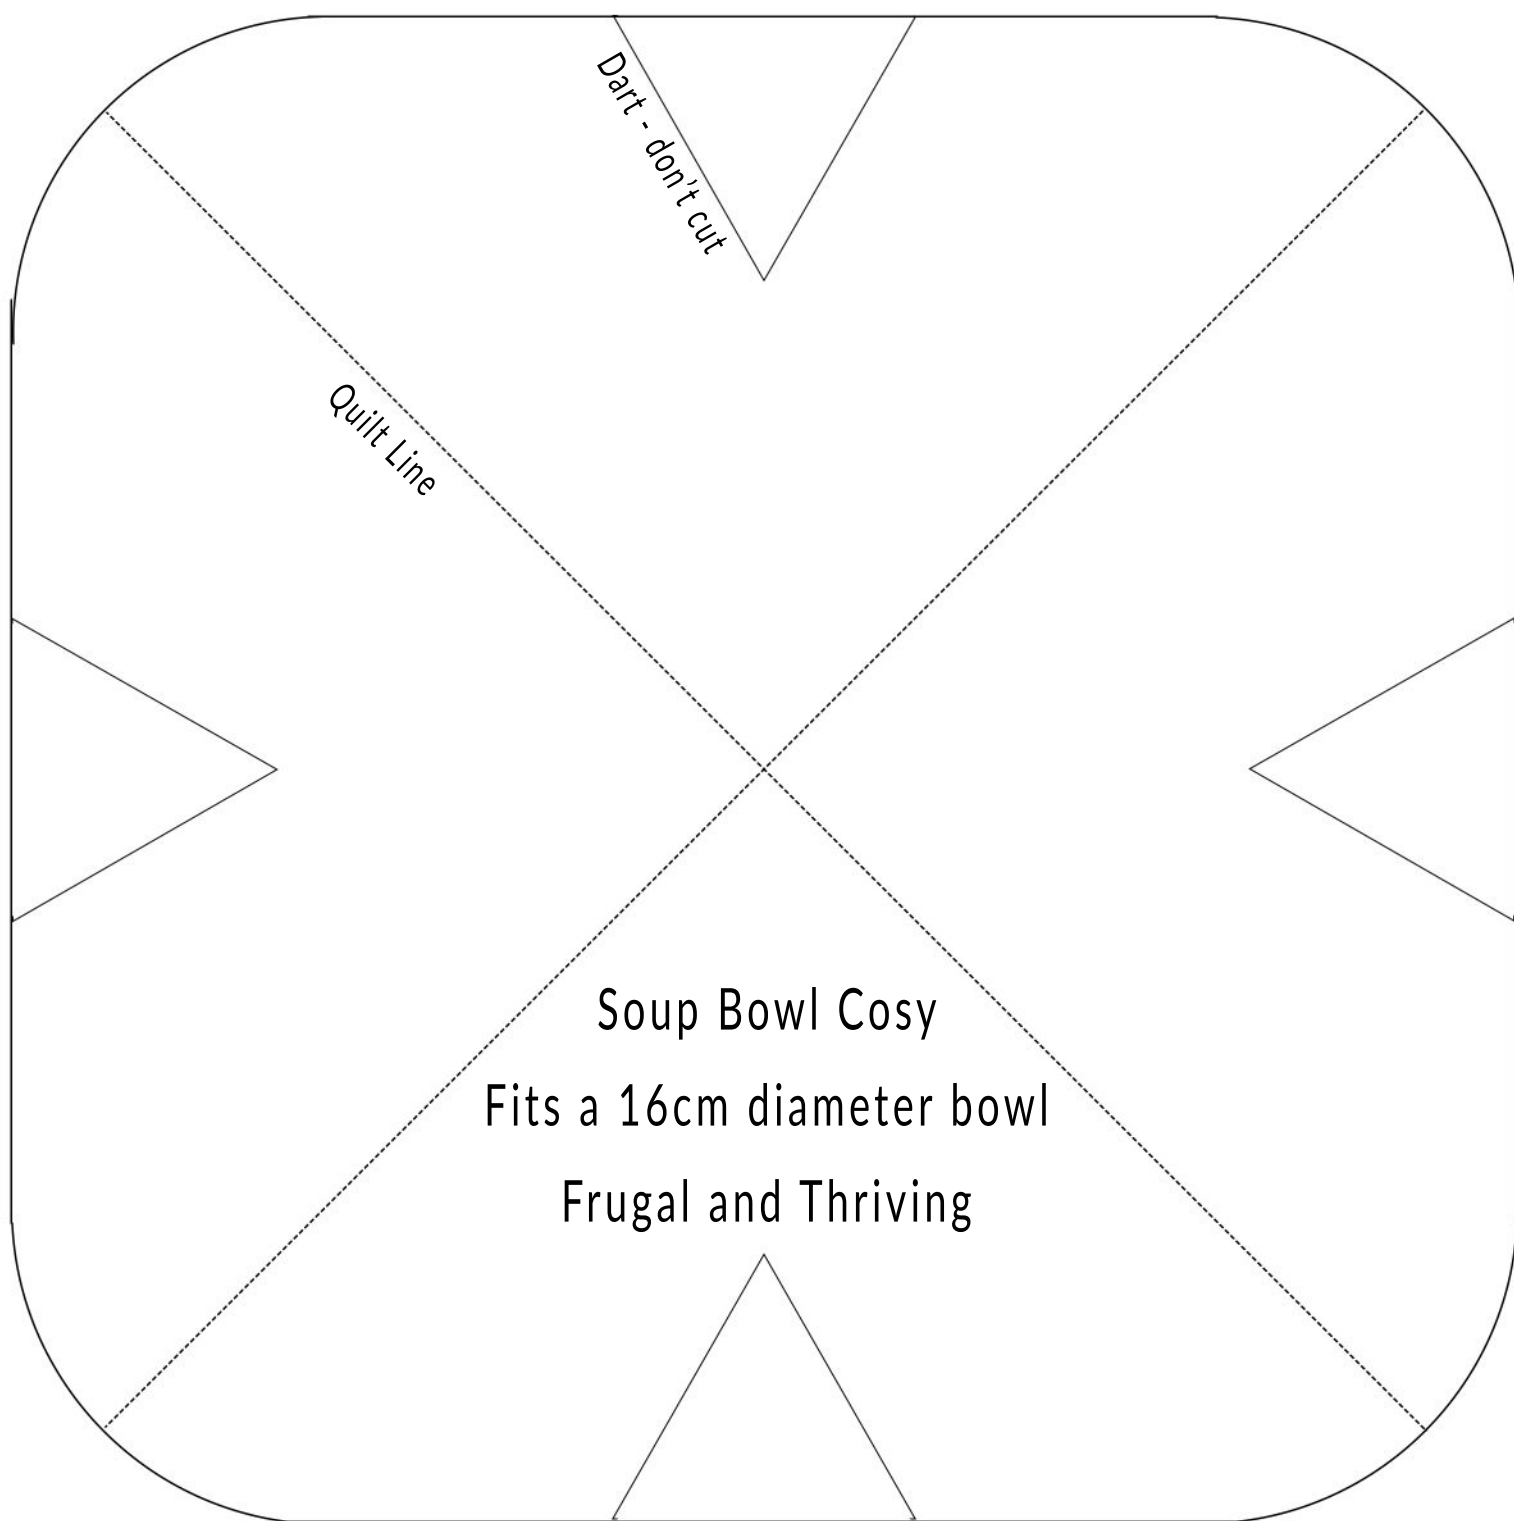 Dart - don't cut
Quilt Line
Soup Bowl Cosy
Fits a 16cm diameter bowl
Frugal and Thriving